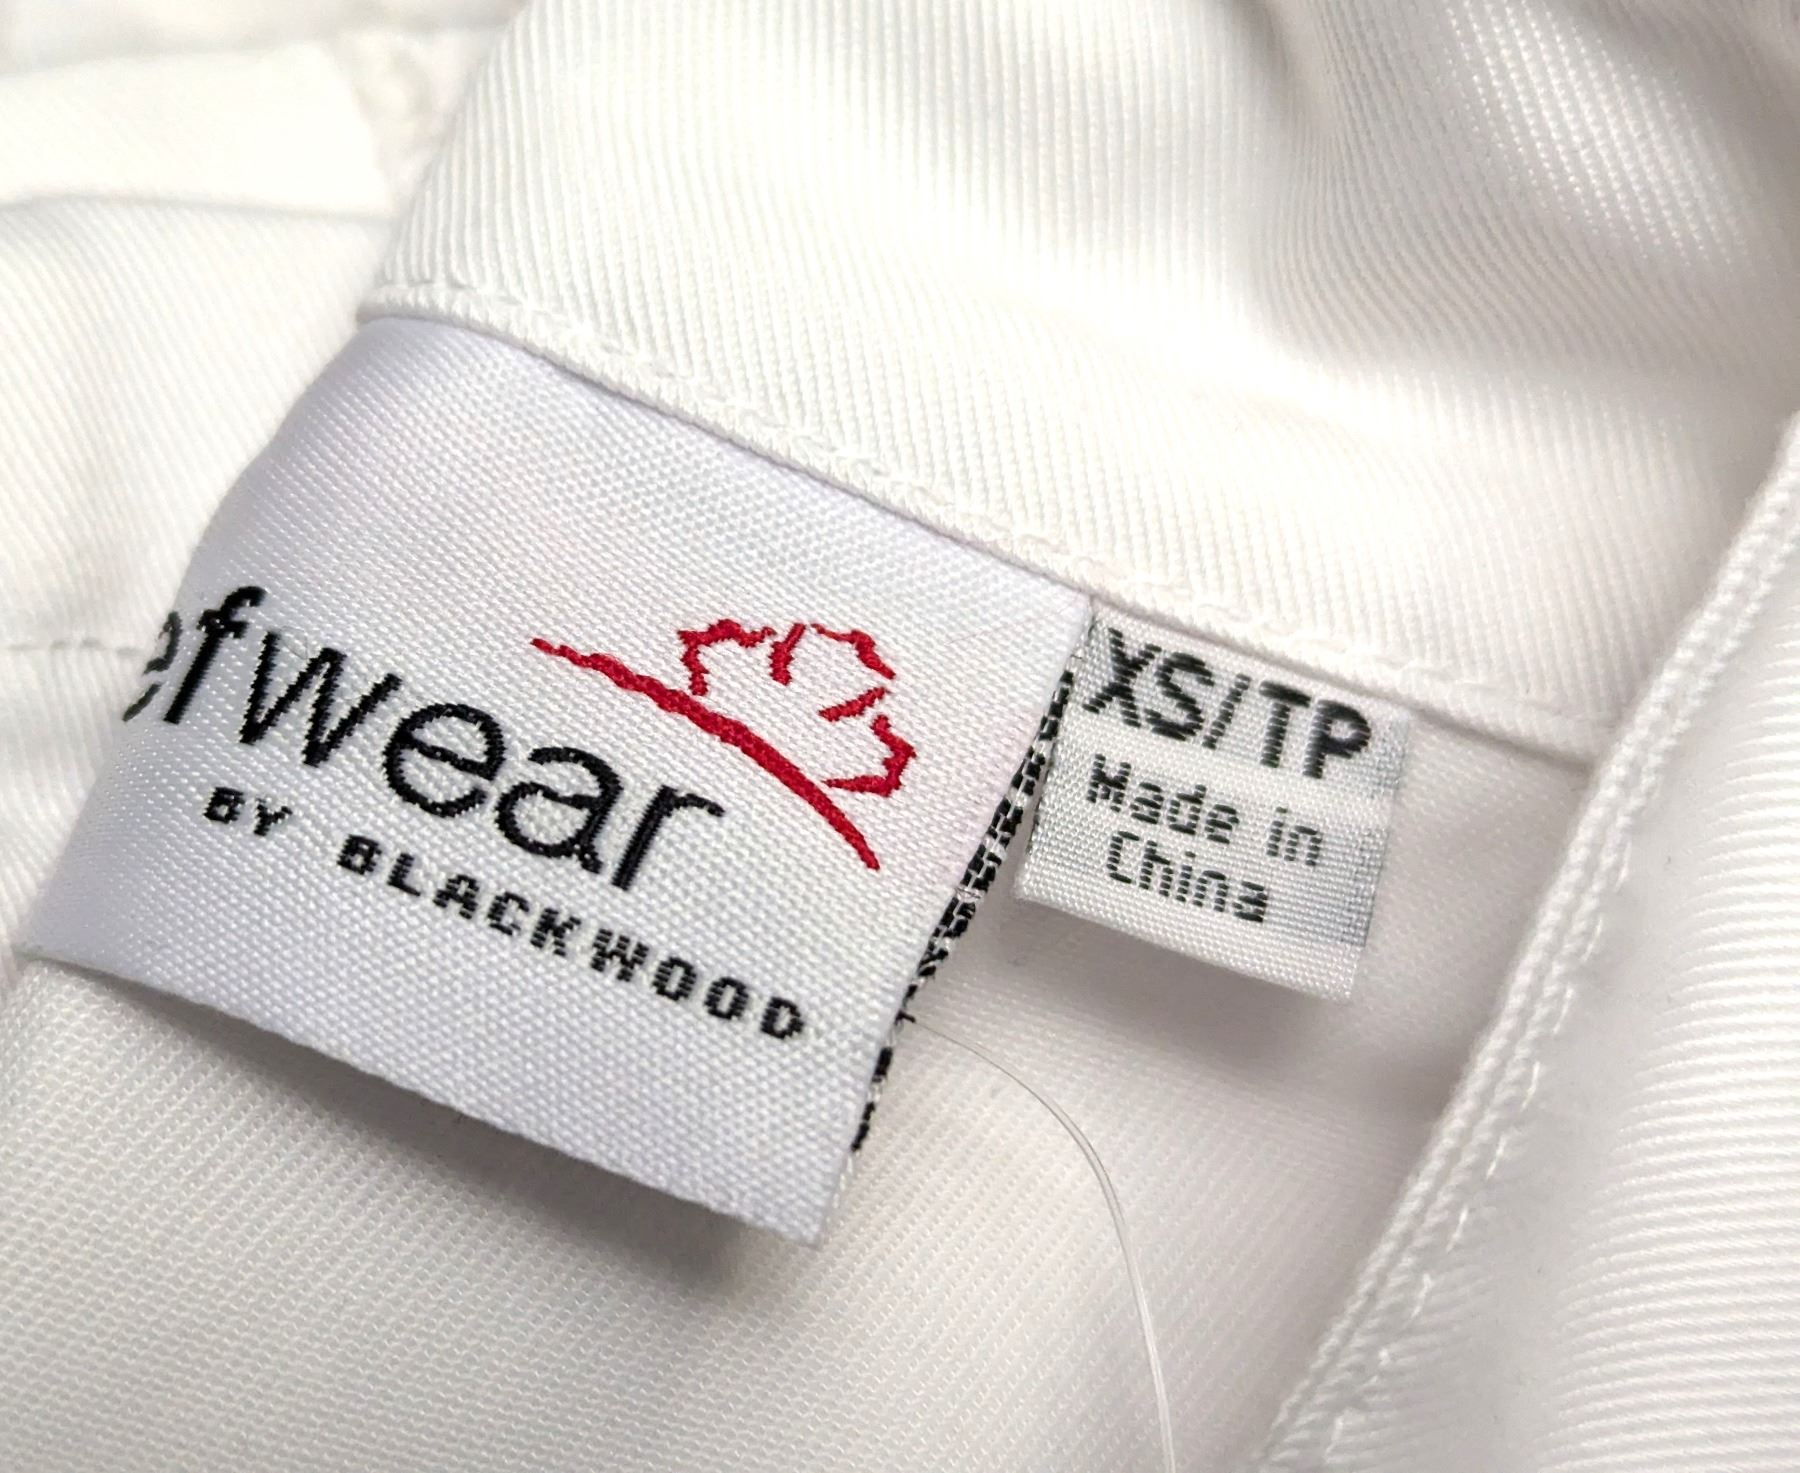 efwear
BY BLACKWOOD
XS/TP
Made in
China